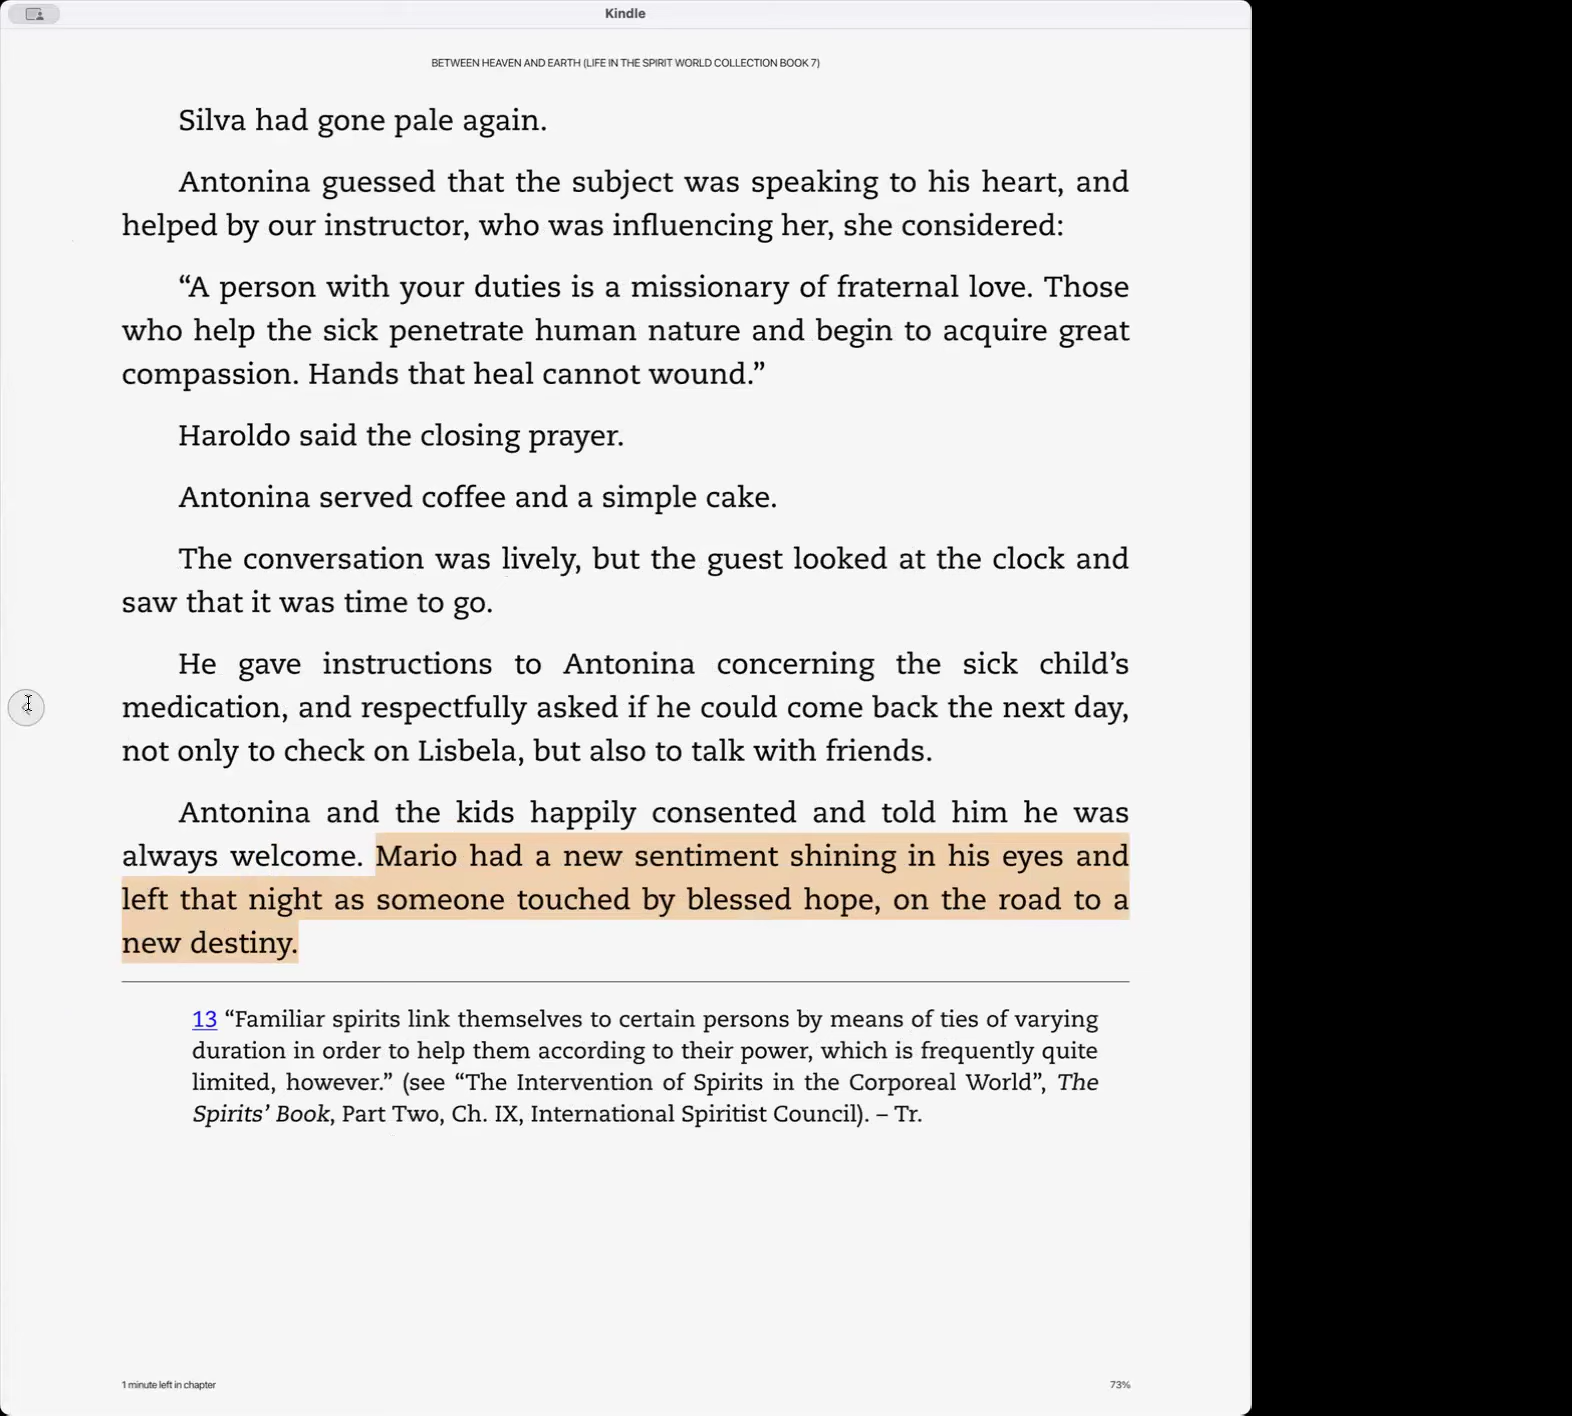 Kindle
BETWEEN HEAVEN AND EARTH (LIFE IN THE SPIRIT WORLD COLLECTION BOOK 7)
Silva had gone pale again.
Antonina guessed that the subject was speaking to his heart, and
helped by our instructor, who was influencing her, she considered:
“A person with your duties is a missionary of fraternal love. Those
who help the sick penetrate human nature and begin to acquire great
compassion. Hands that heal cannot wound.”
Haroldo said the closing prayer.
Antonina served coffee and a simple cake.
The conversation was lively, but the guest looked at the clock and
saw that it was time to go.
He gave instructions to Antonina concerning the sick child’s
medication, and respectfully asked if he could come back the next day,
not only to check on Lisbela, but also to talk with friends.
Antonina and the kids happily consented and told him he was
always welcome. Mario had a new sentiment shining in his eyes and
left that night as someone touched by blessed hope, on the road to a
new destiny.
13 “Familiar spirits link themselves to certain persons by means of ties of varying
duration in order to help them according to their power, which is frequently quite
limited, however.” (see “The Intervention of Spirits in the Corporeal World”, The
Spirits’ Book, Part Two, Ch. IX, International Spiritist Council). – Tr.
1 minute left in chapter
73%